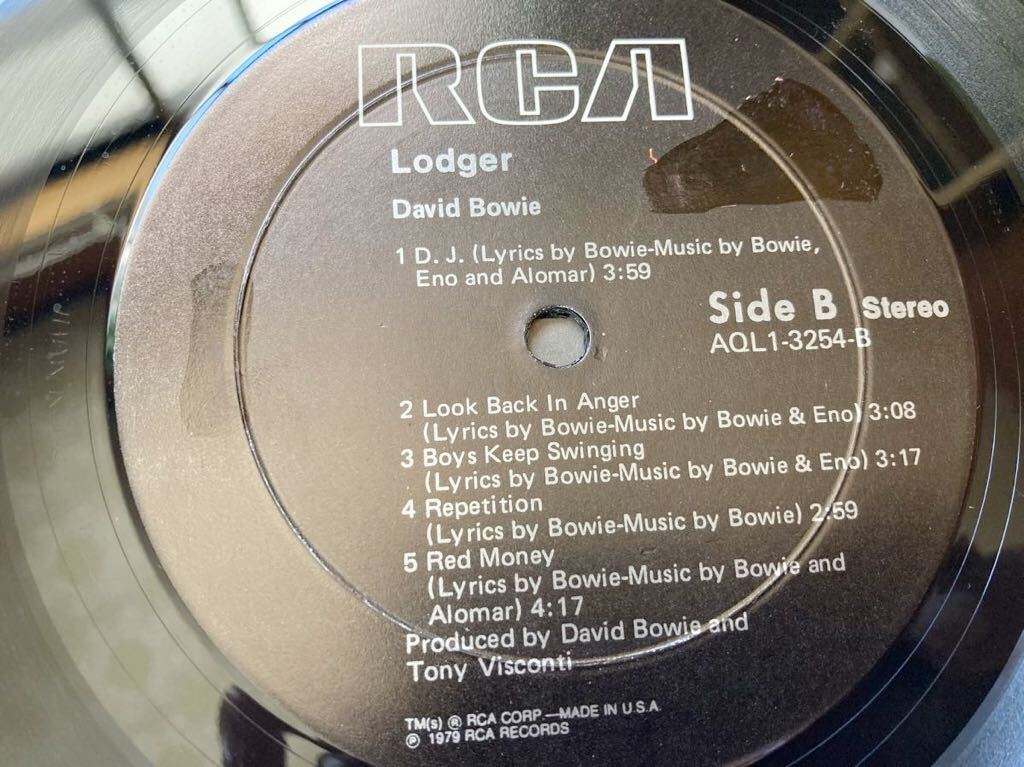 RCA
Lodger
David Bowie
1 D. J. (Lyrics by Bowie-Music by Bowie,
Eno and Alomar) 3:59
Side B Stereo
AQL1-3254-B
2 Look Back In Anger
(Lyrics by Bowie-Music by Bowie & Eno) 3:08
3 Boys Keep Swinging
(Lyrics by Bowie-Music by Bowie & Eno) 3:17
4 Repetition
(Lyrics by Bowie-Music by Bowie) 2:59
5 Red Money
(Lyrics by Bowie-Music by Bowie and
Alomar) 4:17
Produced by David Bowie and
Tony Visconti
TM(s) ® RCA CORP—MADE IN U.S.A
℗ 1979 RCA RECORDS